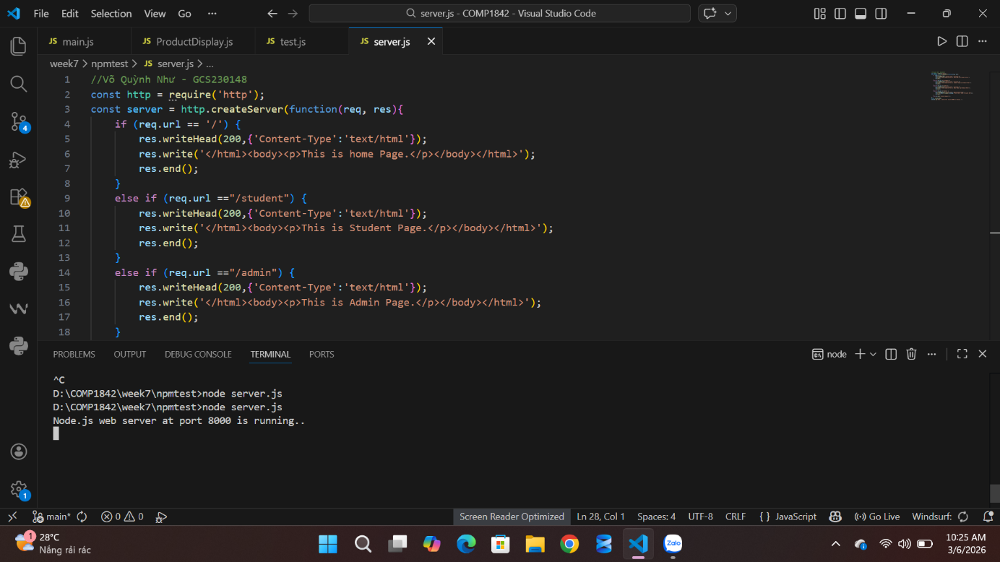 File Edit Selection View Go ··· server.js - COMP1842 - Visual Studio Code
JS main.js JS ProductDisplay.js JS test.js JS server.js
week7 > npmtest > JS server.js > ...
1 //Võ Quỳnh Như - GCS230148
2 const http = require('http');
3 const server = http.createServer(function(req, res){
4 if (req.url == '/') {
5 res.writeHead(200,{'Content-Type':'text/html'});
6 res.write('</html><body><p>This is home Page.</p></body></html>');
7 res.end();
8 }
9 else if (req.url =="/student") {
10 res.writeHead(200,{'Content-Type':'text/html'});
11 res.write('</html><body><p>This is Student Page.</p></body></html>');
12 res.end();
13 }
14 else if (req.url =="/admin") {
15 res.writeHead(200,{'Content-Type':'text/html'});
16 res.write('</html><body><p>This is Admin Page.</p></body></html>');
17 res.end();
18 }
4
PROBLEMS OUTPUT DEBUG CONSOLE TERMINAL PORTS node
^C
D:\COMP1842\week7\npmtest>node server.js
D:\COMP1842\week7\npmtest>node server.js
Node.js web server at port 8000 is running..
1
main* 0 0 Screen Reader Optimized Ln 28, Col 1 Spaces: 4 UTF-8 CRLF {} JavaScript Go Live Windsurf:
1 28°C
Nắng rải rác
Zalo
10:25 AM
3/6/2026